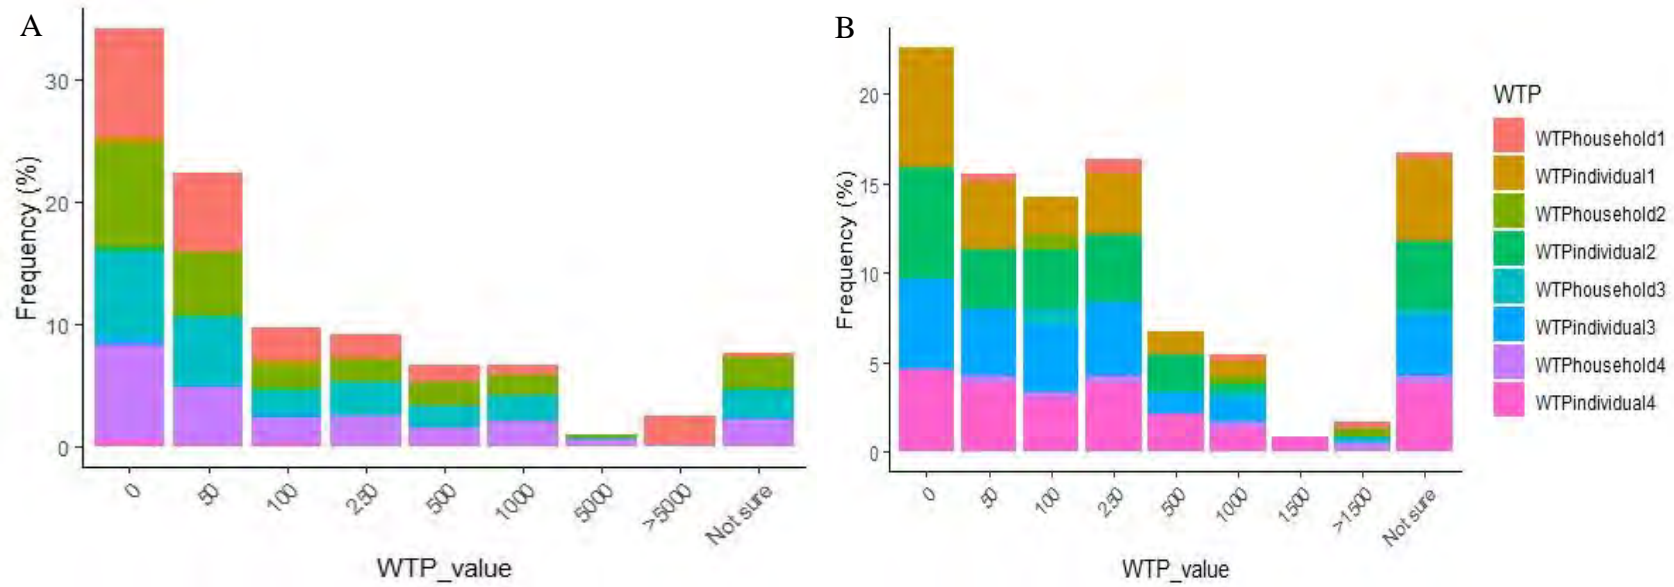 A
Frequency (%)
30
20
10
0
0
50
100
250
500
1000
5000
>5000
Not sure
WTP_value
B
Frequency (%)
20
15
10
5
0
0
50
100
250
500
1000
1500
>1500
Not sure
WTP_value
WTP
WTPhousehold1
WTPindividual1
WTPhousehold2
WTPindividual2
WTPhousehold3
WTPindividual3
WTPhousehold4
WTPindividual4